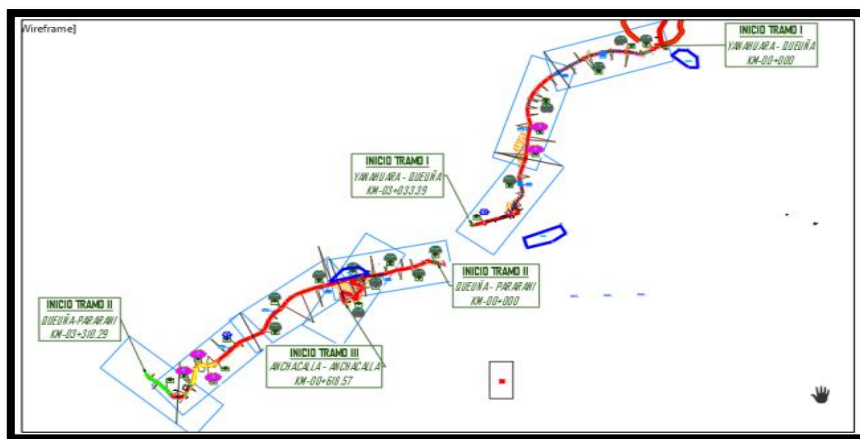 Wireframe]
INICIO TRAMO I
YANAHUARA - QUEUÑA
KM-00+000
INICIO TRAMO I
YANAHUARA - QUEUÑA
KM-03+033.39
INICIO TRAMO II
QUEUÑA - PARARANI
KM-00+000
INICIO TRAMO II
QUEUÑA-PARARANI
KM-03+310.29
INICIO TRAMO III
ANCHACALLA - ANCHACALLA
KM-00+618.57